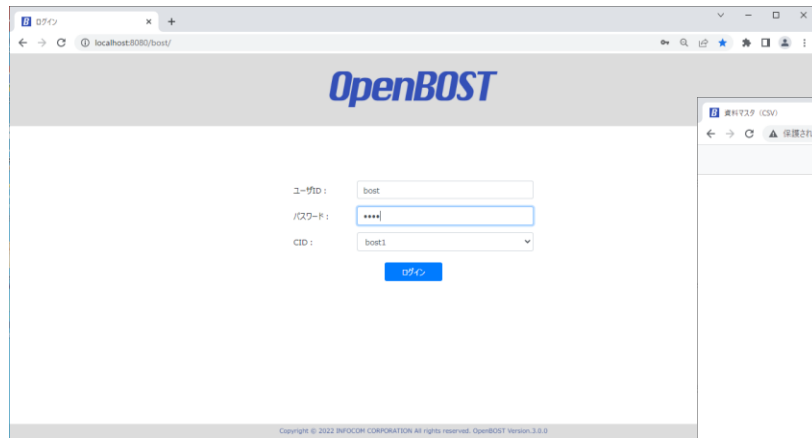 ログイン
localhost:8080/bost/
OpenBOST
資料マスタ (CSV)
保護され
ユーザID : bost
パスワード : ••••
CID : bost1
ログイン
Copyright © 2022 INFOCOM CORPORATION All rights reserved. OpenBOST Version.3.0.0